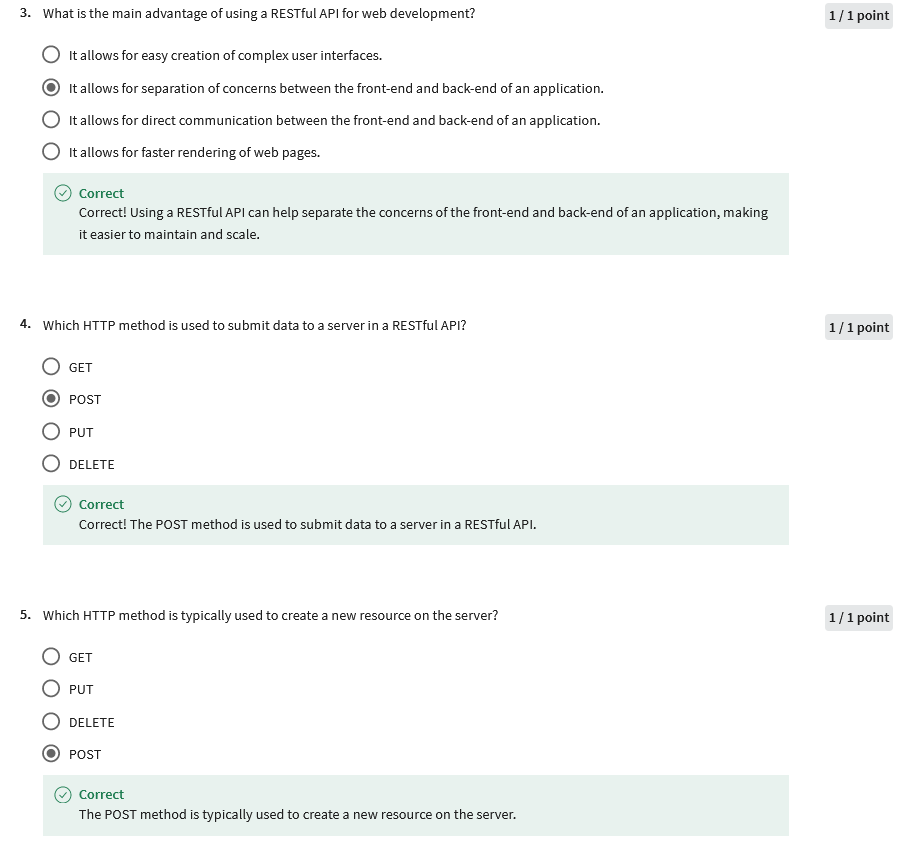 3. What is the main advantage of using a RESTful API for web development? 1 / 1 point
It allows for easy creation of complex user interfaces.
It allows for separation of concerns between the front-end and back-end of an application.
It allows for direct communication between the front-end and back-end of an application.
It allows for faster rendering of web pages.
Correct
Correct! Using a RESTful API can help separate the concerns of the front-end and back-end of an application, making
it easier to maintain and scale.
4. Which HTTP method is used to submit data to a server in a RESTful API? 1 / 1 point
GET
POST
PUT
DELETE
Correct
Correct! The POST method is used to submit data to a server in a RESTful API.
5. Which HTTP method is typically used to create a new resource on the server? 1 / 1 point
GET
PUT
DELETE
POST
Correct
The POST method is typically used to create a new resource on the server.